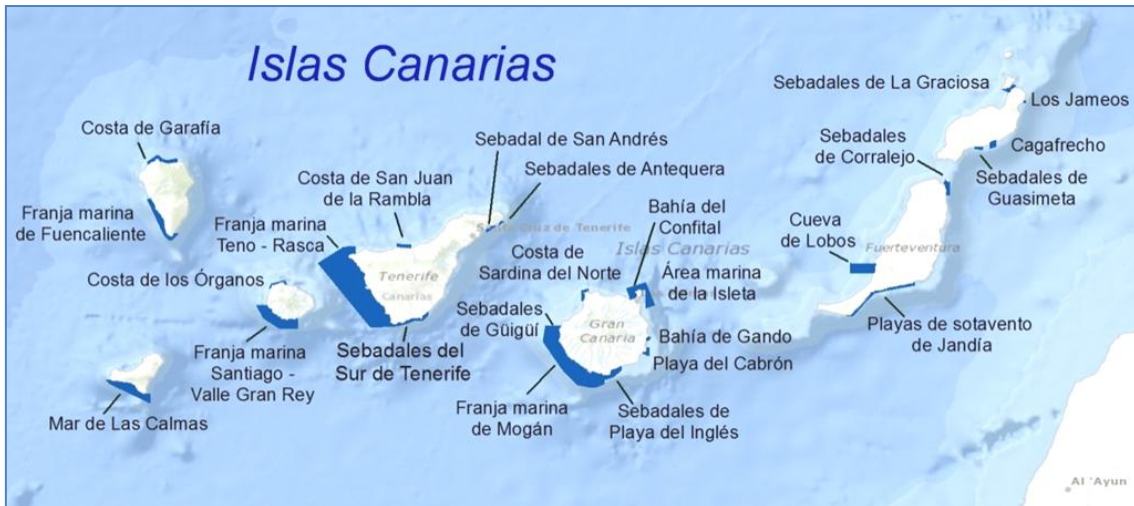 Islas Canarias
Sebadales de La Graciosa
Los Jameos
Costa de Garafía
Sebadal de San Andrés
Sebadales
de Corralejo
Cagafrecho
Sebadales de Antequera
Costa de San Juan
de la Rambla
Sebadales de
Guasimeta
Franja marina
de Fuencaliente
Franja marina
Teno - Rasca
Bahía del
Confital
Cueva
de Lobos
Cruz de Tenerife
Islas Canarias
Fuerteventura
Costa de
Sardina del Norte
Área marina
de la Isleta
Costa de los Órganos
Tenerife
Canarias
Sebadales
de Güigüí
Gran
Canaria
Bahía de Gando
Playa del Cabrón
Playas de sotavento
de Jandía
Franja marina
Santiago -
Valle Gran Rey
Sebadales del
Sur de Tenerife
Mar de Las Calmas
Franja marina
de Mogán
Sebadales de
Playa del Inglés
Al 'Ayun